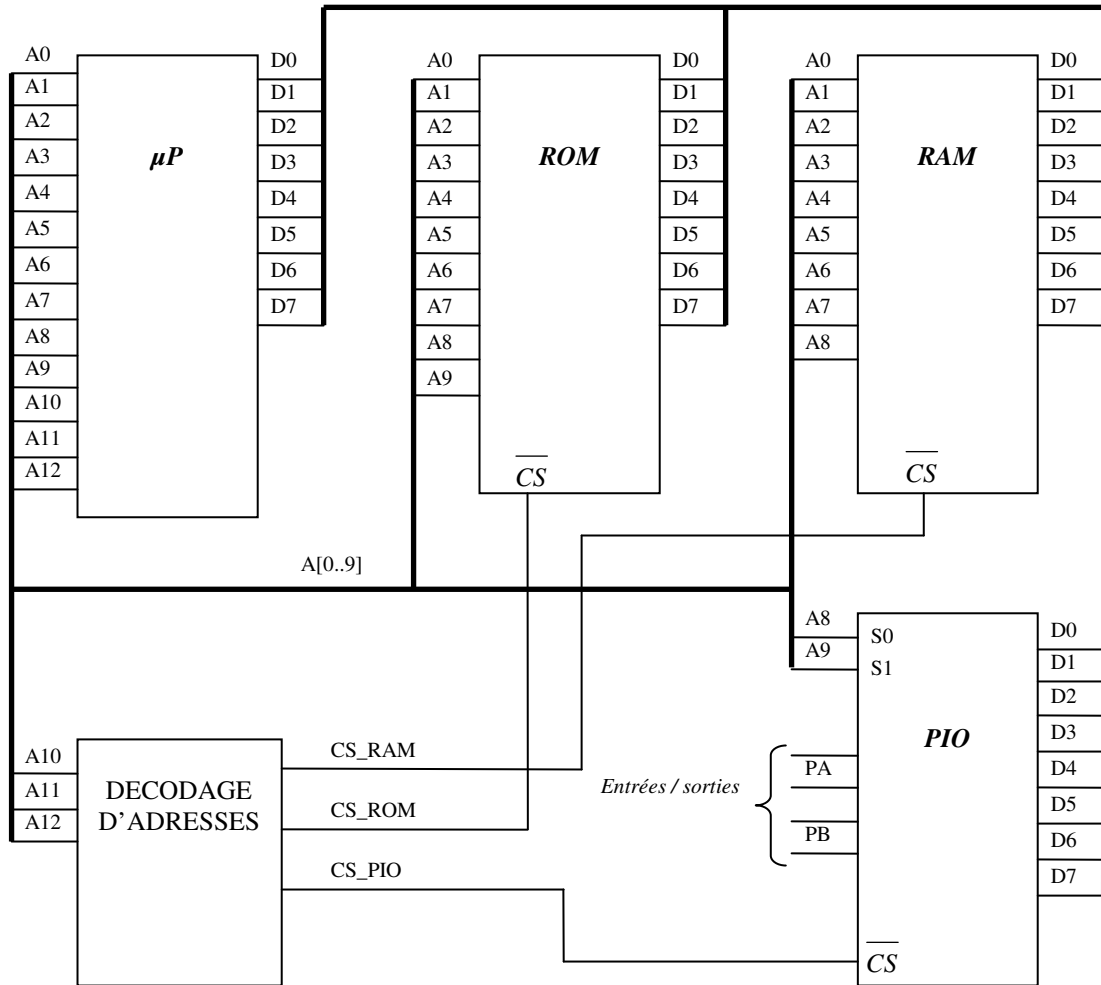 A0
A1
A2
A3
A4
A5
A6
A7
A8
A9
A10
A11
A12
µP
D0
D1
D2
D3
D4
D5
D6
D7
A0
A1
A2
A3
A4
A5
A6
A7
A8
A9
ROM
CS
D0
D1
D2
D3
D4
D5
D6
D7
A0
A1
A2
A3
A4
A5
A6
A7
A8
RAM
CS
D0
D1
D2
D3
D4
D5
D6
D7
A[0..9]
A10
A11
A12
DECODAGE
D'ADRESSES
CS_RAM
CS_ROM
CS_PIO
A8
A9
S0
S1
PIO
Entrées / sorties
PA
PB
CS
D0
D1
D2
D3
D4
D5
D6
D7